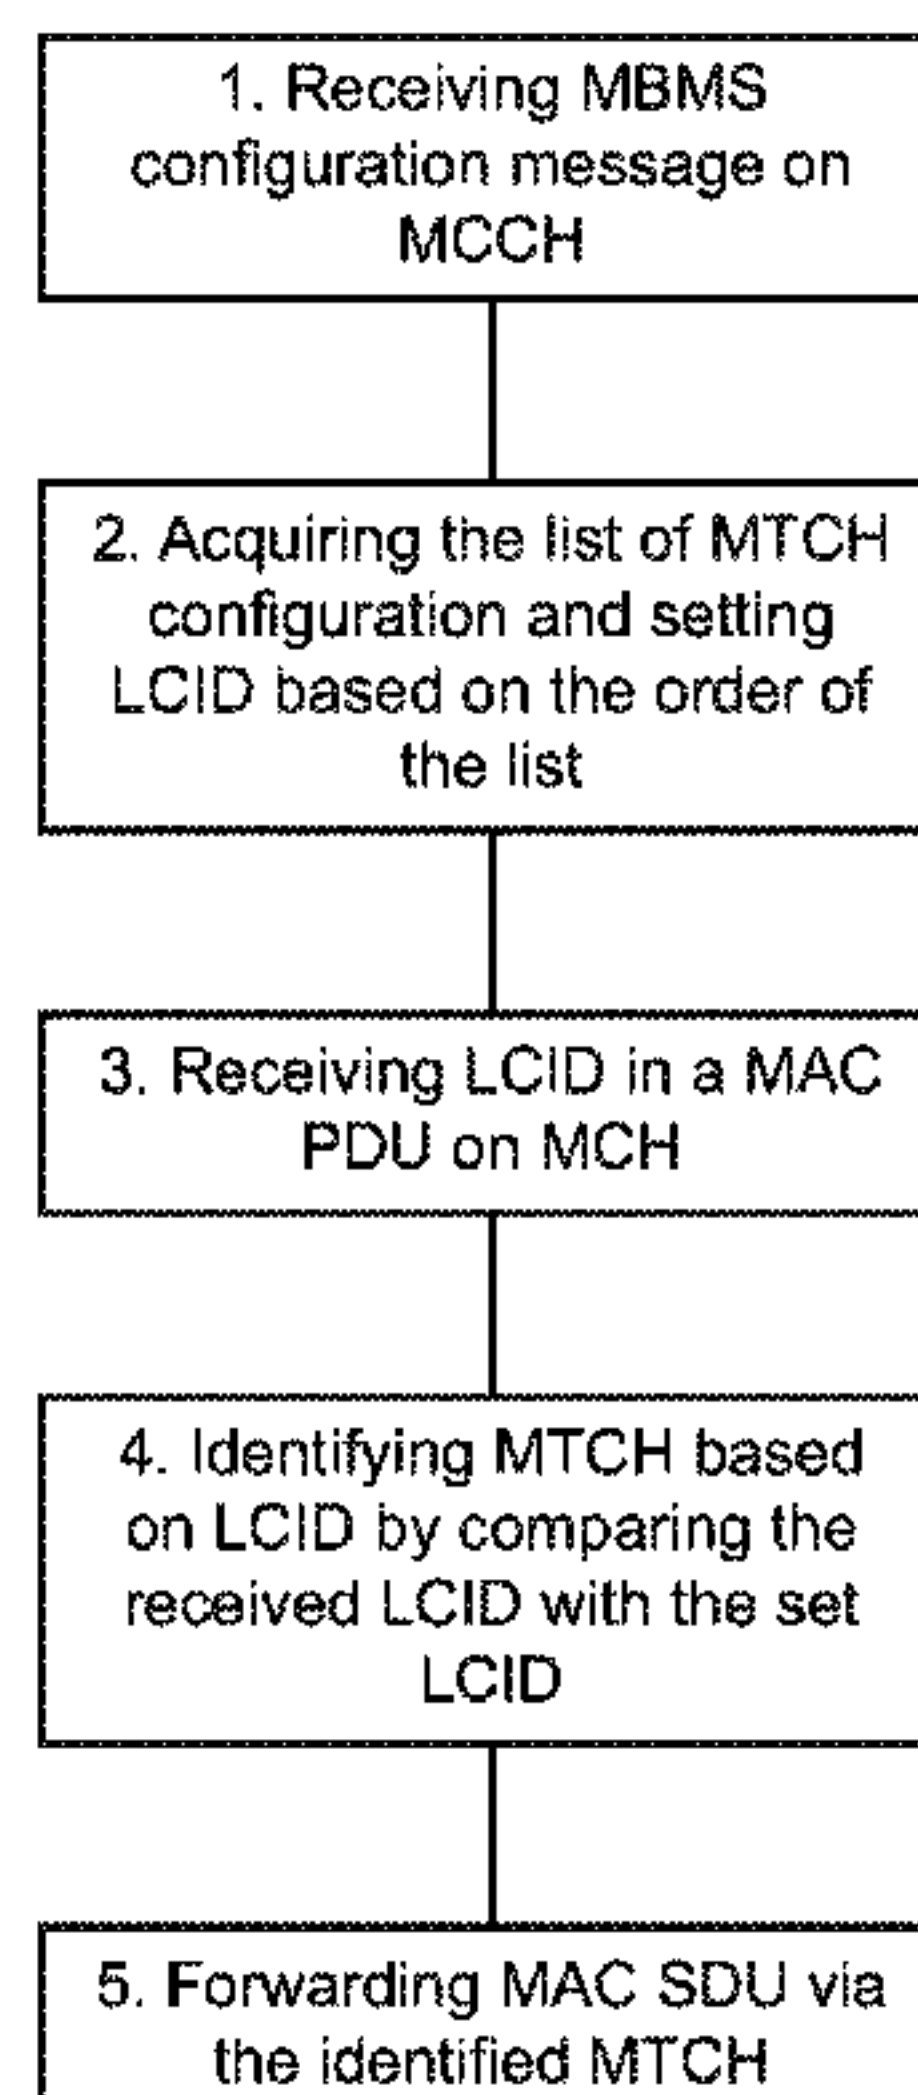 1. Receiving MBMS
configuration message on
MCCH
2. Acquiring the list of MTCH
configuration and setting
LCID based on the order of
the list
3. Receiving LCID in a MAC
PDU on MCH
4. Identifying MTCH based
on LCID by comparing the
received LCID with the set
LCID
5. Forwarding MAC SDU via
the identified MTCH